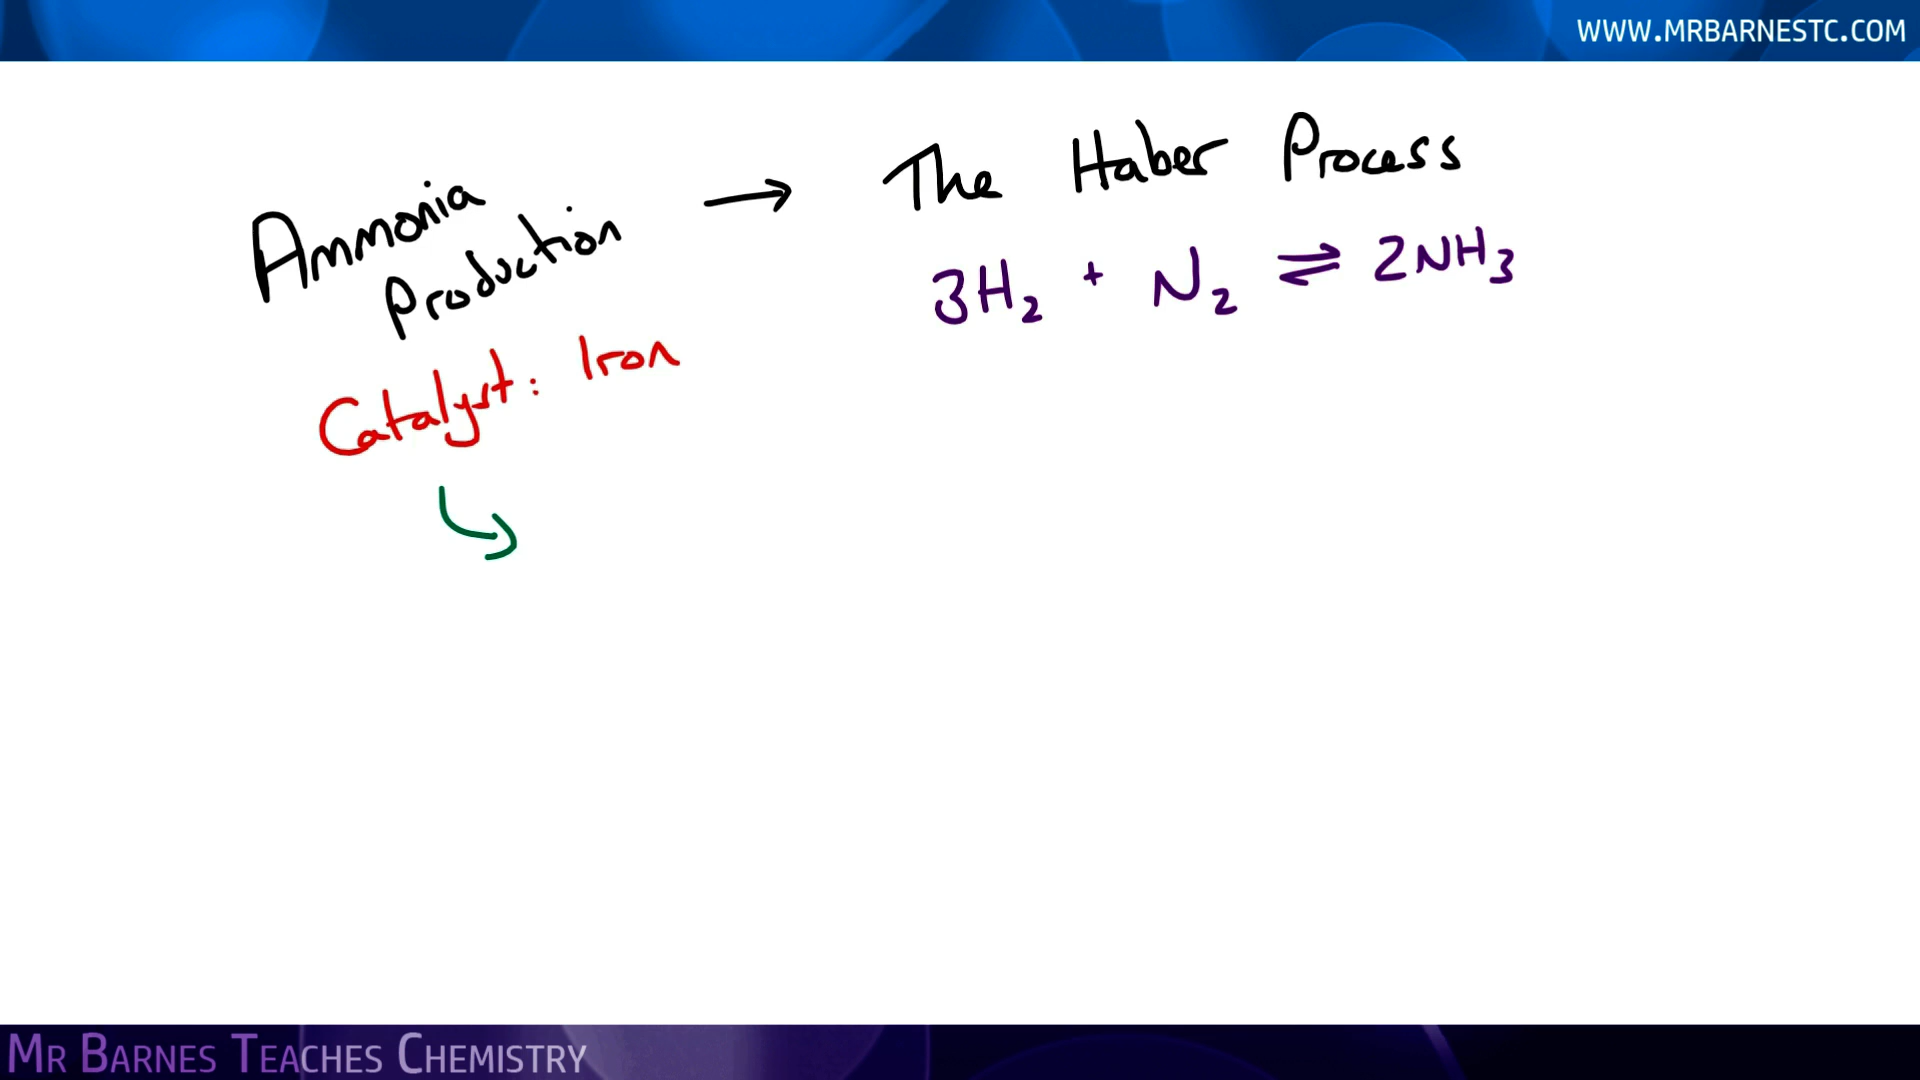 WWW.MRBARNESTC.COM
Ammonia Production → The Haber Process
3H₂ + N₂ ⇌ 2NH₃
Catalyst: Iron
MR BARNES TEACHES CHEMISTRY